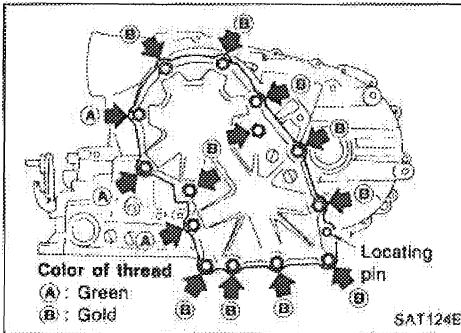 Ⓑ Ⓑ
Ⓑ
Ⓐ
Ⓑ
Ⓑ
Ⓐ
Ⓑ
Ⓐ
Locating
pin
Color of thread
Ⓐ : Green
Ⓑ : Gold
Ⓑ Ⓑ Ⓑ Ⓑ
SAT124E